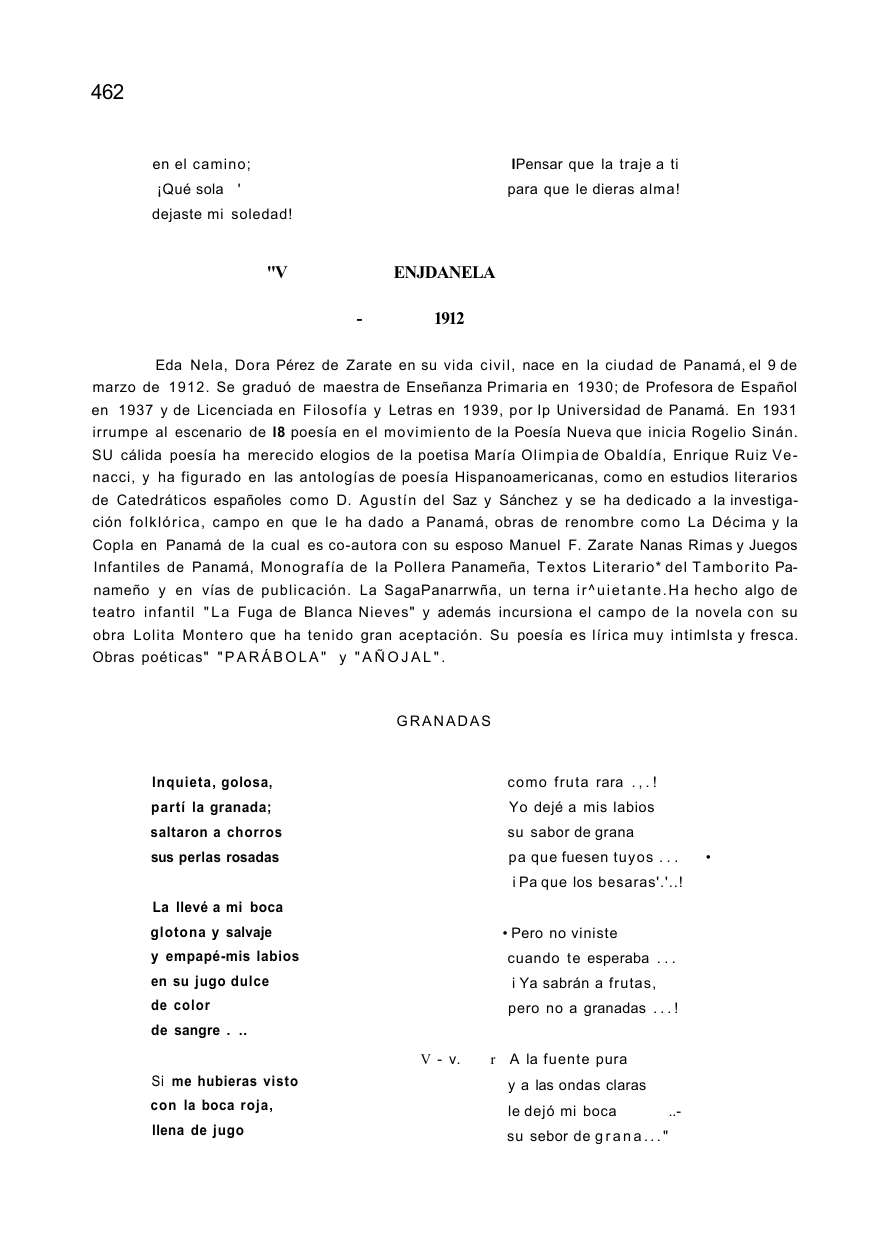 462
en el camino;
¡Qué sola '
dejaste mi soledad!
lPensar que la traje a ti
para que le dieras alma!
"V ENJDANELA
- 1912
Eda Nela, Dora Pérez de Zarate en su vida civil, nace en la ciudad de Panamá, el 9 de
marzo de 1912. Se graduó de maestra de Enseñanza Primaria en 1930; de Profesora de Español
en 1937 y de Licenciada en Filosofía y Letras en 1939, por lp Universidad de Panamá. En 1931
irrumpe al escenario de l8 poesía en el movimiento de la Poesía Nueva que inicia Rogelio Sinán.
SU cálida poesía ha merecido elogios de la poetisa María Olimpia de Obaldía, Enrique Ruiz Ve-
nacci, y ha figurado en las antologías de poesía Hispanoamericanas, como en estudios literarios
de Catedráticos españoles como D. Agustín del Saz y Sánchez y se ha dedicado a la investiga-
ción folklórica, campo en que le ha dado a Panamá, obras de renombre como La Décima y la
Copla en Panamá de la cual es co-autora con su esposo Manuel F. Zarate Nanas Rimas y Juegos
Infantiles de Panamá, Monografía de la Pollera Panameña, Textos Literario* del Tamborito Pa-
nameño y en vías de publicación. La SagaPanarrwña, un terna ir^uietante.Ha hecho algo de
teatro infantil "La Fuga de Blanca Nieves" y además incursiona el campo de la novela con su
obra Lolita Montero que ha tenido gran aceptación. Su poesía es lírica muy intimlsta y fresca.
Obras poéticas" "PARÁBOLA" y "AÑOJAL".
GRANADAS
Inquieta, golosa,
partí la granada;
saltaron a chorros
sus perlas rosadas
La llevé a mi boca
glotona y salvaje
y empapé-mis labios
en su jugo dulce
de color
de sangre . ..
Si me hubieras visto
con la boca roja,
llena de jugo
como fruta rara . , . !
Yo dejé a mis labios
su sabor de grana
pa que fuesen tuyos . . . •
¡ Pa que los besaras'.'..!
• Pero no viniste
cuando te esperaba . . .
¡ Ya sabrán a frutas,
pero no a granadas . . . !
V - v. r A la fuente pura
y a las ondas claras
le dejó mi boca ..-
su sebor de grana..."